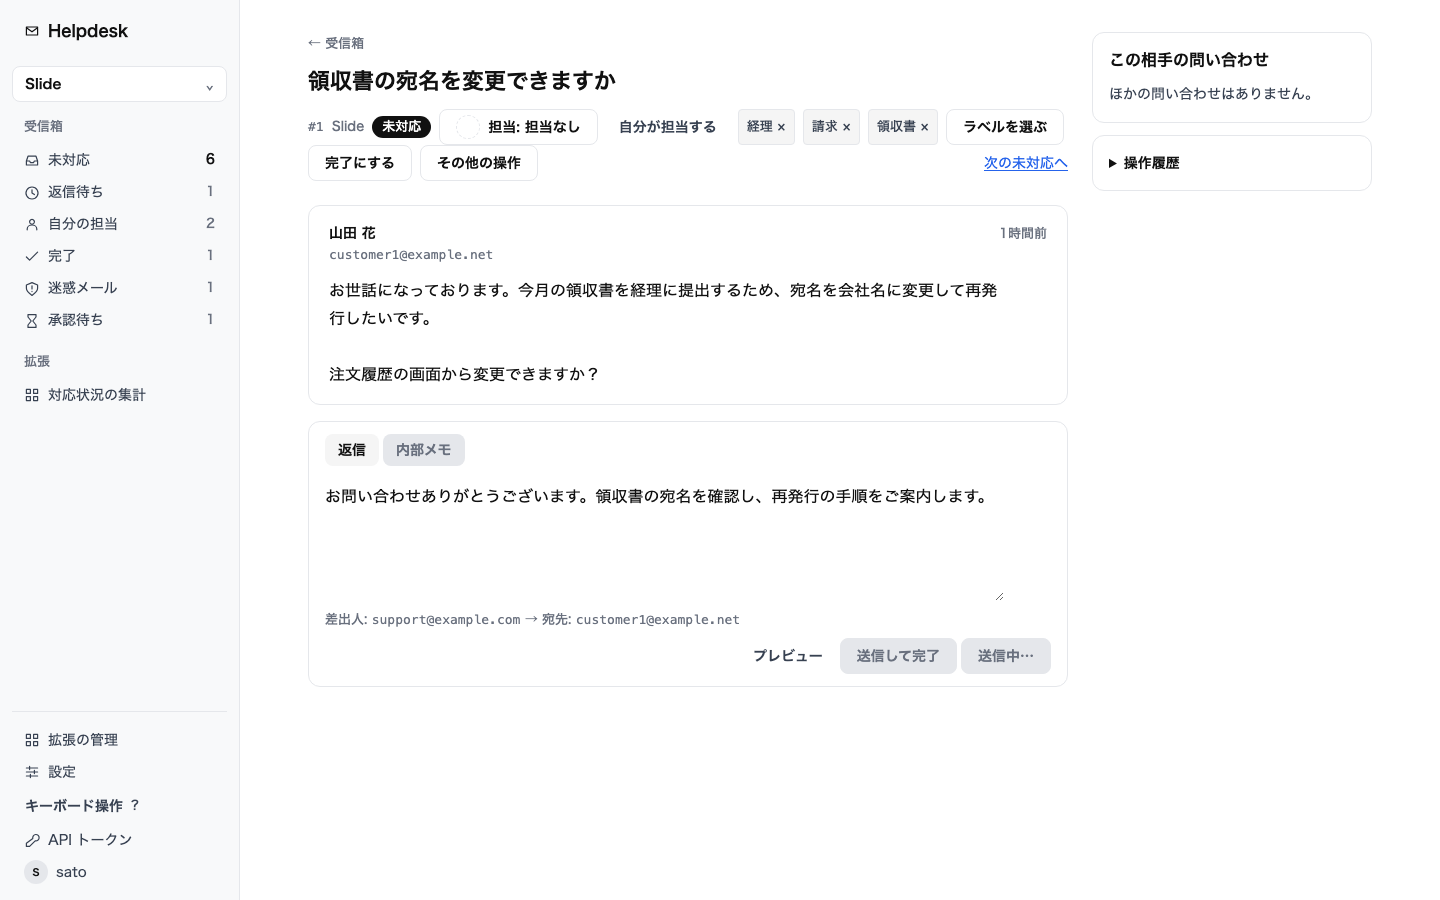 Helpdesk
Slide
受信箱
未対応 6
返信待ち 1
自分の担当 2
完了 1
迷惑メール 1
承認待ち 1
拡張
対応状況の集計
拡張の管理
設定
キーボード操作 ?
API トークン
S sato
← 受信箱
領収書の宛名を変更できますか
#1 Slide 未対応 担当: 担当なし 自分が担当する 経理 × 請求 × 領収書 × ラベルを選ぶ
完了にする その他の操作 次の未対応へ
山田 花 1時間前
customer1@example.net
お世話になっております。今月の領収書を経理に提出するため、宛名を会社名に変更して再発
行したいです。
注文履歴の画面から変更できますか？
返信 内部メモ
お問い合わせありがとうございます。領収書の宛名を確認し、再発行の手順をご案内します。
差出人: support@example.com → 宛先: customer1@example.net
プレビュー 送信して完了 送信中…
この相手の問い合わせ
ほかの問い合わせはありません。
▶ 操作履歴